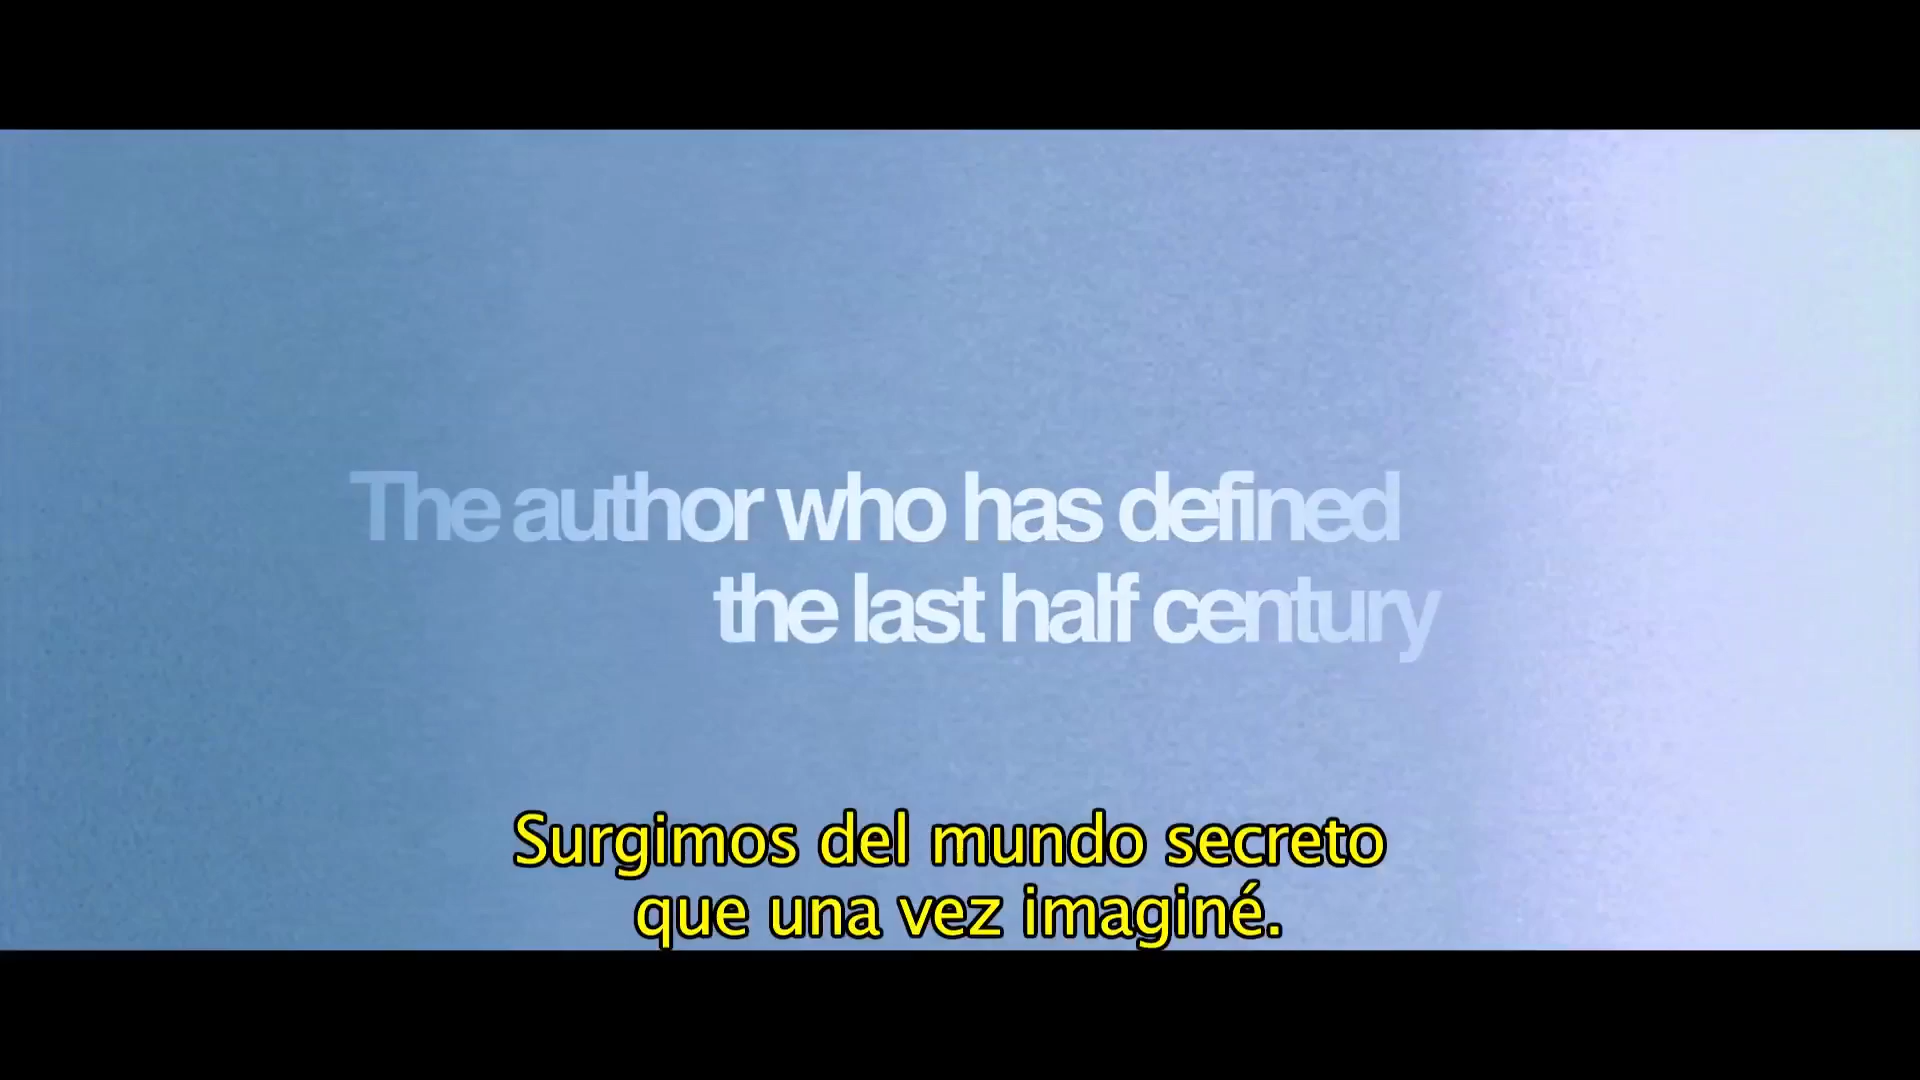 The author who has defined
the last half century
Surgimos del mundo secreto
que una vez imaginé.